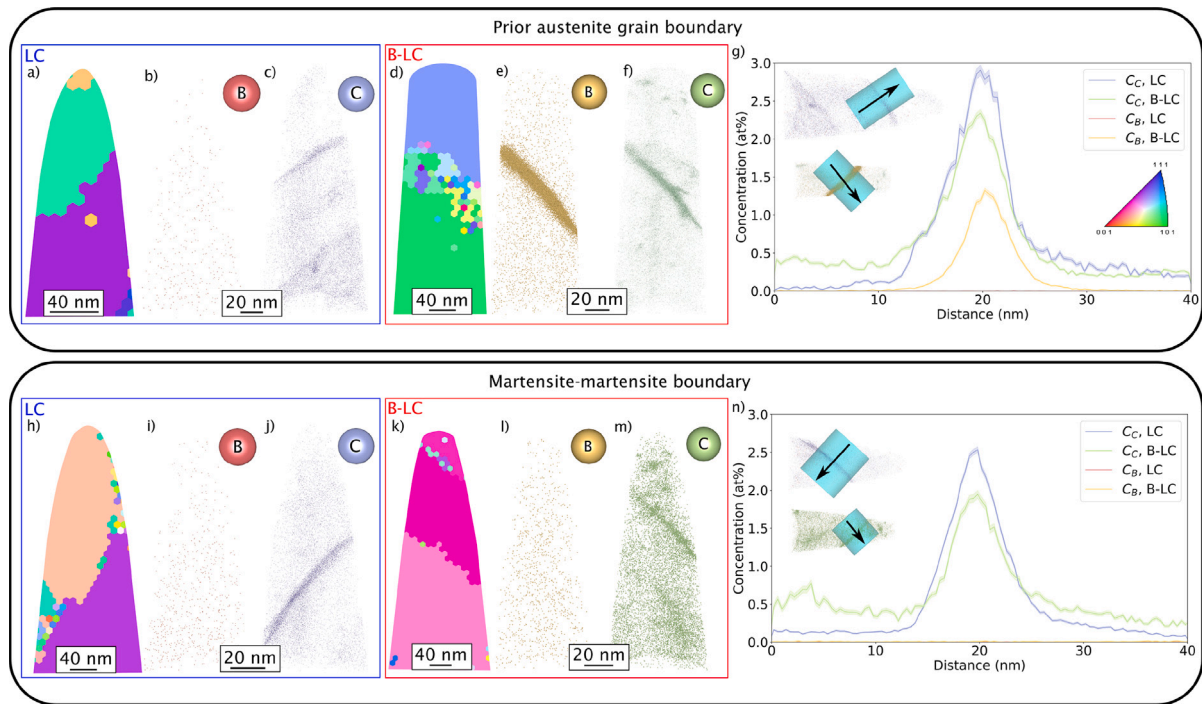 Prior austenite grain boundary
LC
a)
b)
B
c)
C
40 nm
20 nm
B-LC
d)
e)
B
f)
C
40 nm
20 nm
g)
3.0
2.5
2.0
1.5
1.0
0.5
0.0
Concentration (at%)
0
10
20
30
40
Distance (nm)
C_C, LC
C_C, B-LC
C_B, LC
C_B, B-LC
1 1 1
0 0 1
1 0 1
Martensite-martensite boundary
LC
h)
i)
B
j)
C
40 nm
20 nm
B-LC
k)
l)
B
m)
C
40 nm
20 nm
n)
3.0
2.5
2.0
1.5
1.0
0.5
0.0
Concentration (at%)
0
10
20
30
40
Distance (nm)
C_C, LC
C_C, B-LC
C_B, LC
C_B, B-LC